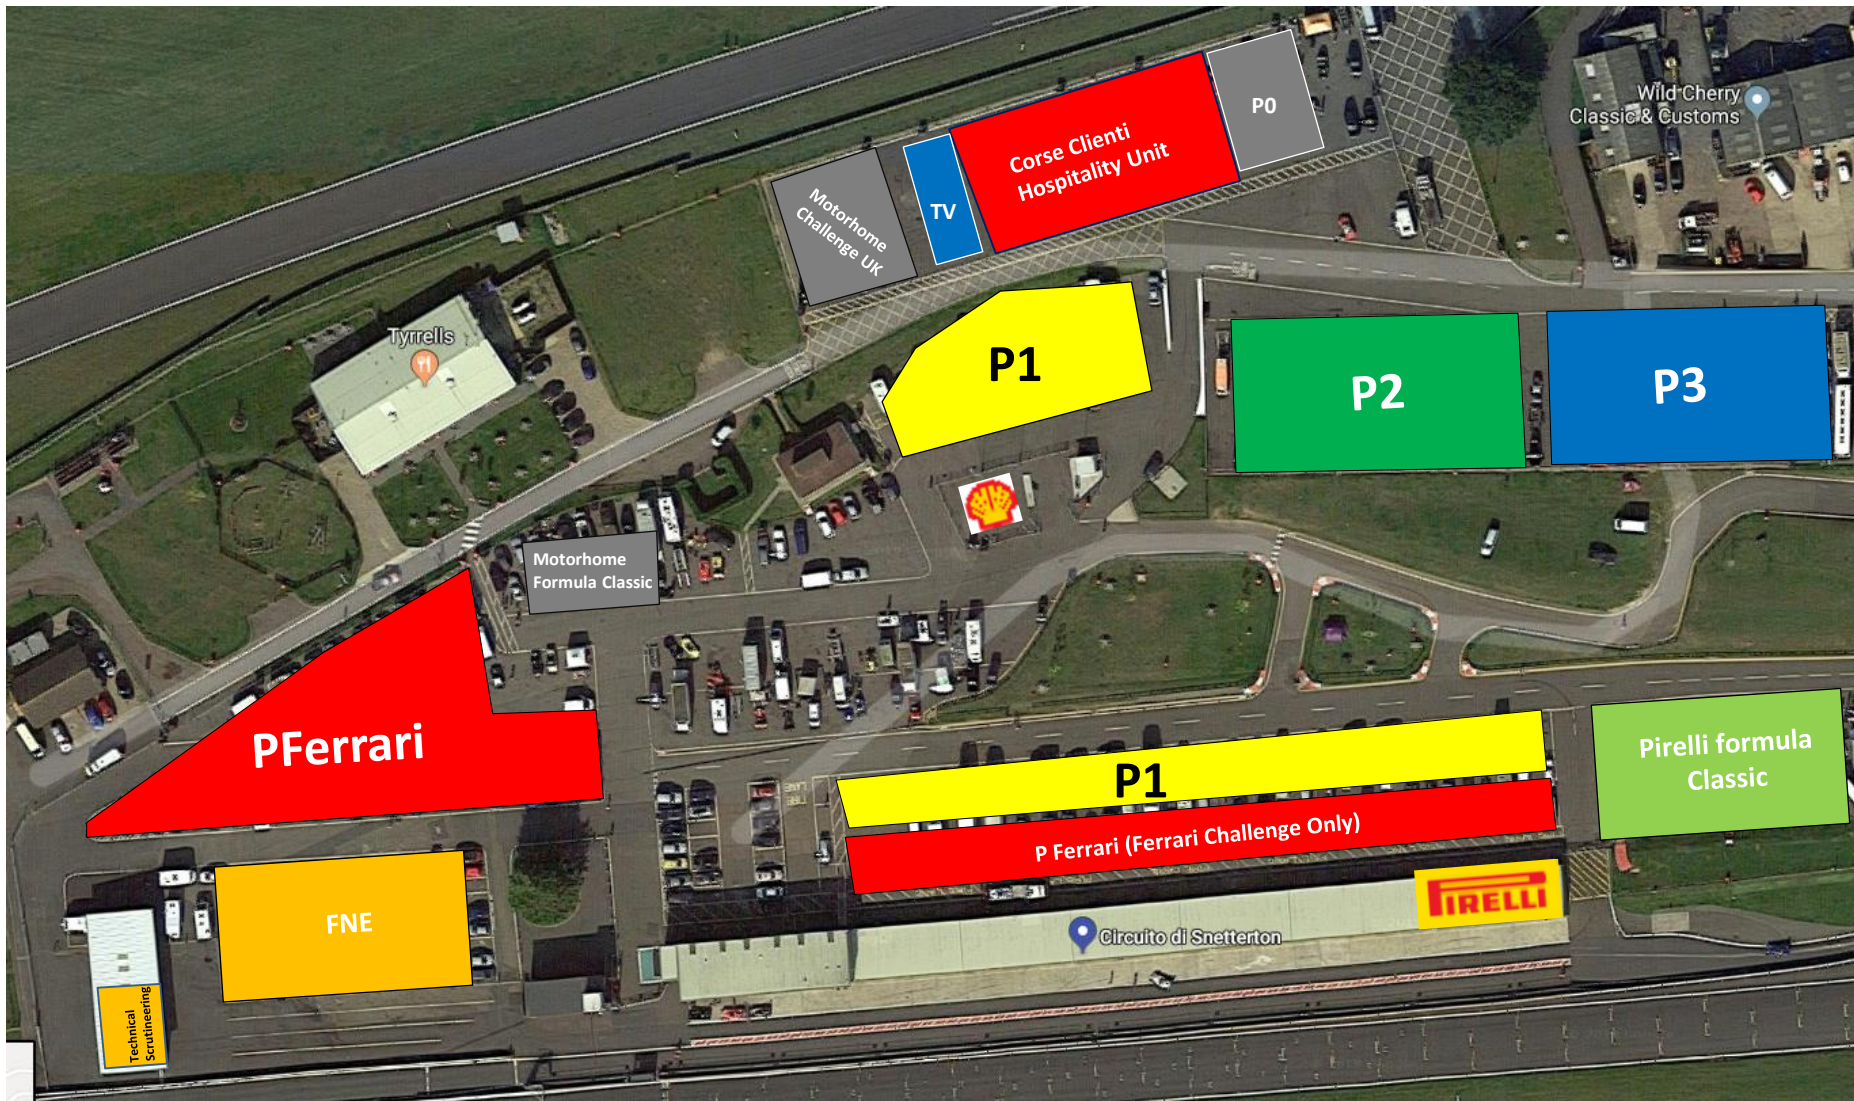 P0
Wild Cherry
Classic & Customs
Corse Clienti
Hospitality Unit
TV
Motorhome
Challenge UK
Tyrrells
P1
P2
P3
Motorhome
Formula Classic
PFerrari
P1
P Ferrari (Ferrari Challenge Only)
Pirelli formula
Classic
PIRELLI
FNE
Circuito di Snetterton
Technical
Scrutineering